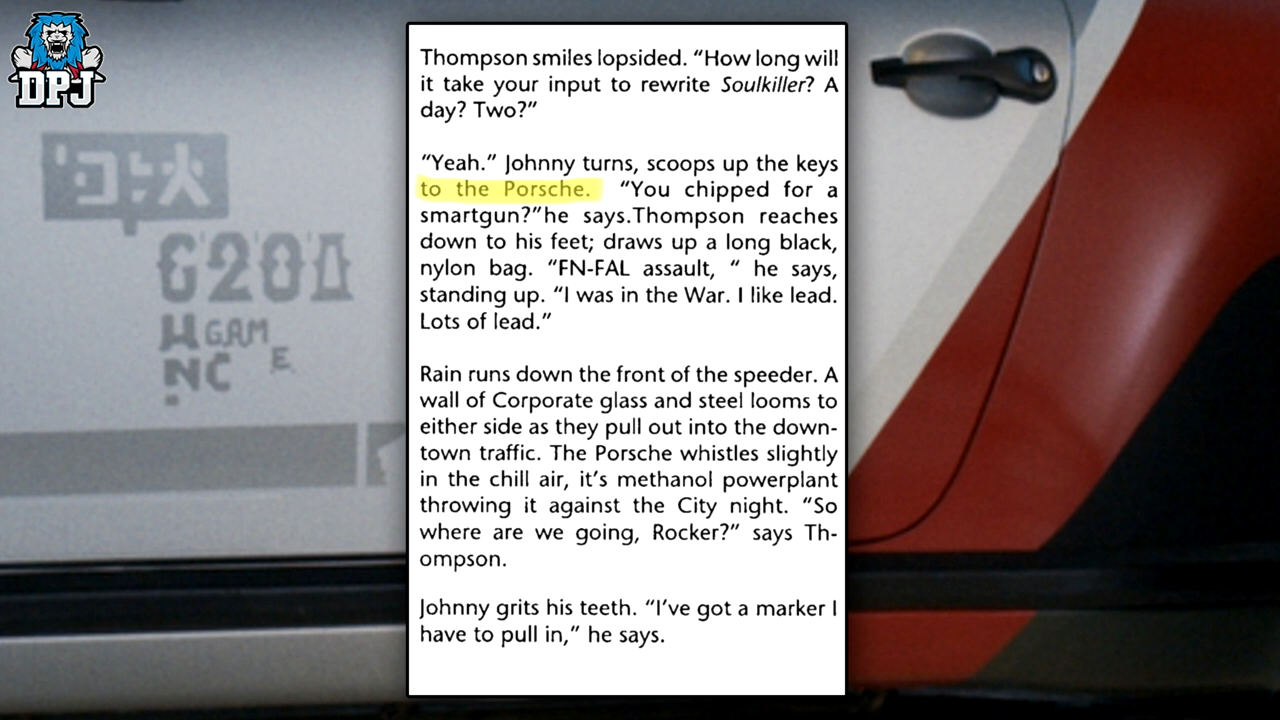 DPJ
Thompson smiles lopsided. “How long will
it take your input to rewrite Soulkiller? A
day? Two?”
“Yeah.” Johnny turns, scoops up the keys
to the Porsche. “You chipped for a
smartgun?”he says.Thompson reaches
down to his feet; draws up a long black,
nylon bag. “FN-FAL assault, “ he says,
standing up. “I was in the War. I like lead.
Lots of lead.”
Rain runs down the front of the speeder. A
wall of Corporate glass and steel looms to
either side as they pull out into the down-
town traffic. The Porsche whistles slightly
in the chill air, it’s methanol powerplant
throwing it against the City night. “So
where are we going, Rocker?” says Th-
ompson.
Johnny grits his teeth. “I’ve got a marker I
have to pull in,” he says.
NC